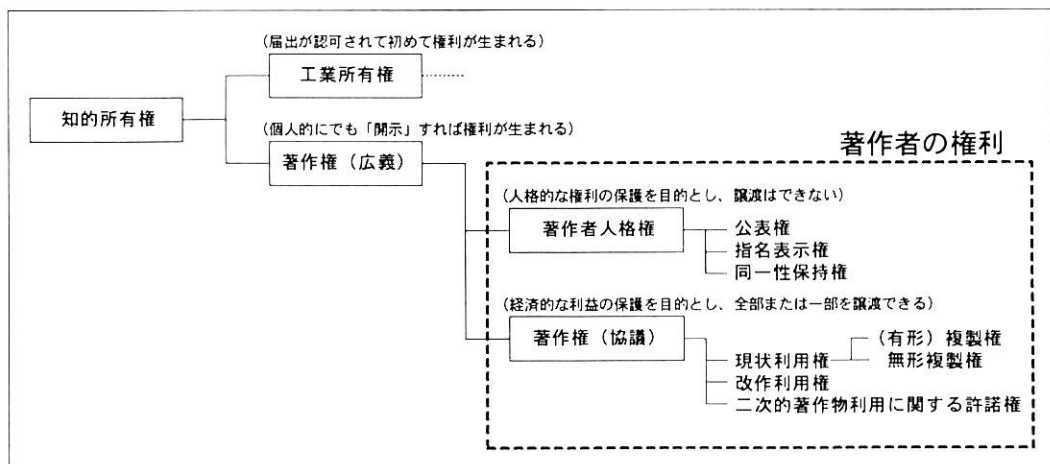 (届出が認可されて初めて権利が生まれる)
工業所有権
知的所有権
(個人的にでも「開示」すれば権利が生まれる)
著作権(広義)
著作者の権利
(人格的な権利の保護を目的とし、譲渡はできない)
著作者人格権
公表権
指名表示権
同一性保持権
(経済的な利益の保護を目的とし、全部または一部を譲渡できる)
著作権(協議)
現状利用権
(有形)複製権
無形複製権
改作利用権
二次的著作物利用に関する許諾権